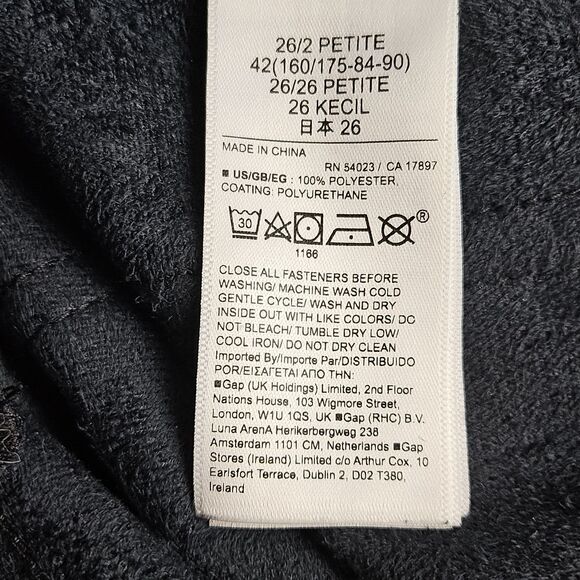 26/2 PETITE
42(160/175-84-90)
26/26 PETITE
26 KECIL
日本 26
MADE IN CHINA
RN 54023 / CA 17897
■ US/GB/EG : 100% POLYESTER,
COATING: POLYURETHANE
30
®
1166
CLOSE ALL FASTENERS BEFORE
WASHING/ MACHINE WASH COLD
GENTLE CYCLE/ WASH AND DRY
INSIDE OUT WITH LIKE COLORS/ DO
NOT BLEACH/ TUMBLE DRY LOW/
COOL IRON/ DO NOT DRY CLEAN
Imported By/Importe Par/DISTRIBUIDO
POR/ΕΙΣΑΓΕΤΑΙ ΑΠΟ ΤΗΝ:
■Gap (UK Holdings) Limited, 2nd Floor
Nations House, 103 Wigmore Street,
London, W1U 1QS, UK ■Gap (RHC) B.V.
Luna ArenA Herikerbergweg 238
Amsterdam 1101 CM, Netherlands ■Gap
Stores (Ireland) Limited c/o Arthur Cox, 10
Earlsfort Terrace, Dublin 2, D02 T380,
Ireland